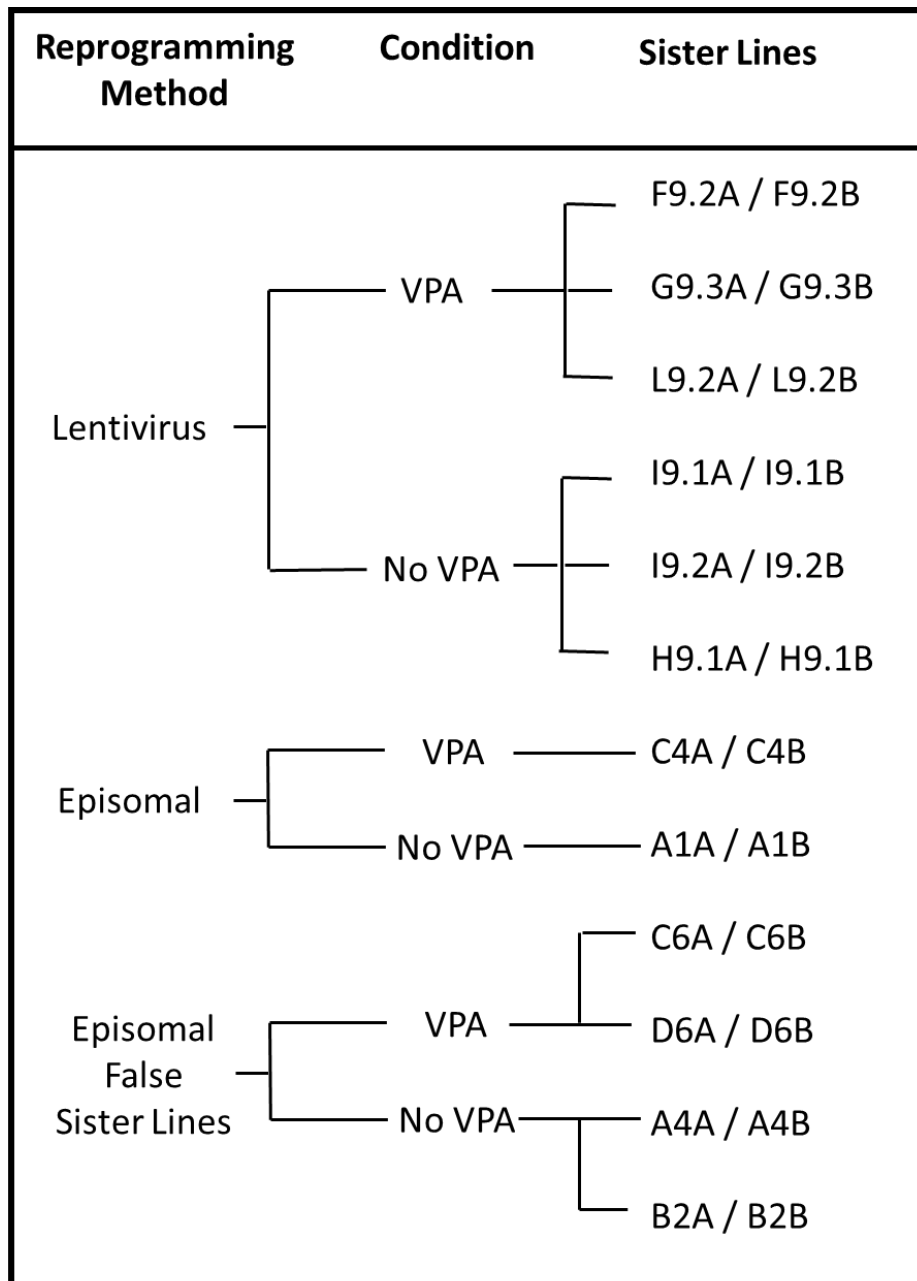 Reprogramming Method
Condition
Sister Lines
Lentivirus
VPA
F9.2A / F9.2B
G9.3A / G9.3B
L9.2A / L9.2B
No VPA
I9.1A / I9.1B
I9.2A / I9.2B
H9.1A / H9.1B
Episomal
VPA
C4A / C4B
No VPA
A1A / A1B
Episomal
False
Sister Lines
VPA
C6A / C6B
D6A / D6B
No VPA
A4A / A4B
B2A / B2B